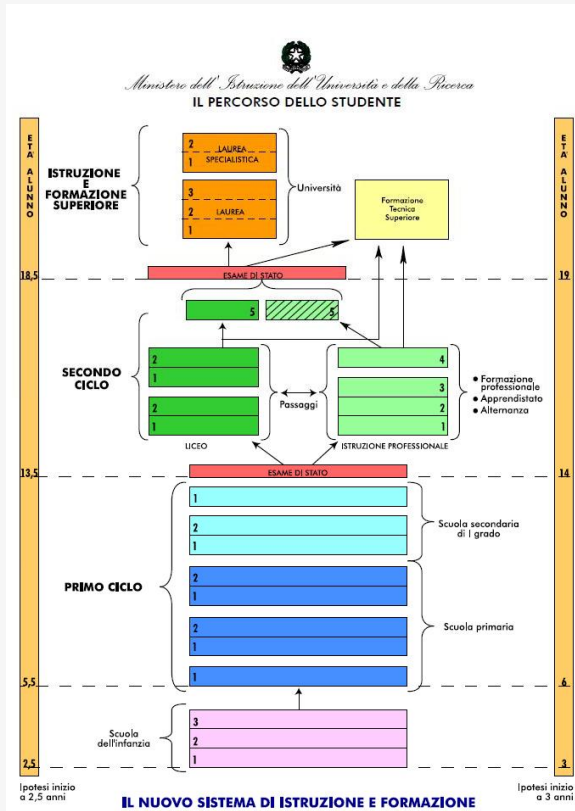 Ministero dell'Istruzione dell'Università e della Ricerca
IL PERCORSO DELLO STUDENTE
ETA' ALUNNO
ETA' ALUNNO
ISTRUZIONE
E
FORMAZIONE
SUPERIORE
2
LAUREA
SPECIALISTICA
1
3
2
LAUREA
1
Università
Formazione
Tecnica
Superiore
18,5
ESAME DI STATO
19
5
5
SECONDO
CICLO
2
1
2
1
LICEO
Passaggi
4
3
2
1
ISTRUZIONE PROFESSIONALE
● Formazione
professionale
● Apprendistato
● Alternanza
13,5
ESAME DI STATO
14
PRIMO CICLO
1
2
1
Scuola secondaria
di I grado
2
1
2
1
1
Scuola primaria
5,5
6
Scuola
dell'infanzia
3
2
1
2,5
3
Ipotesi inizio
a 2,5 anni
Ipotesi inizio
a 3 anni
IL NUOVO SISTEMA DI ISTRUZIONE E FORMAZIONE